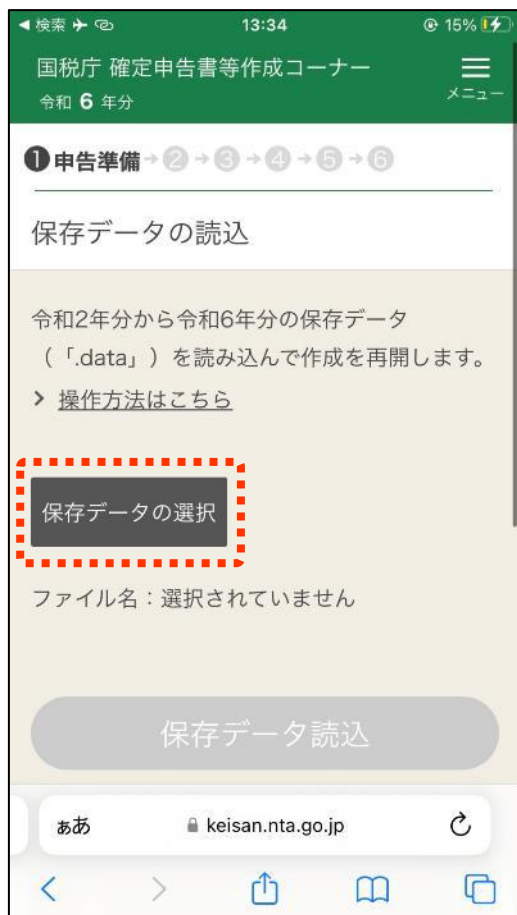 ◀検索
13:34
15%
国税庁 確定申告書等作成コーナー
令和 6 年分
メニュー
❶申告準備→②→③→④→⑤→⑥
保存データの読込
令和2年分から令和6年分の保存データ
（「.data」）を読み込んで作成を再開します。
> 操作方法はこちら
保存データの選択
ファイル名：選択されていません
保存データ読込
ぁあ
keisan.nta.go.jp